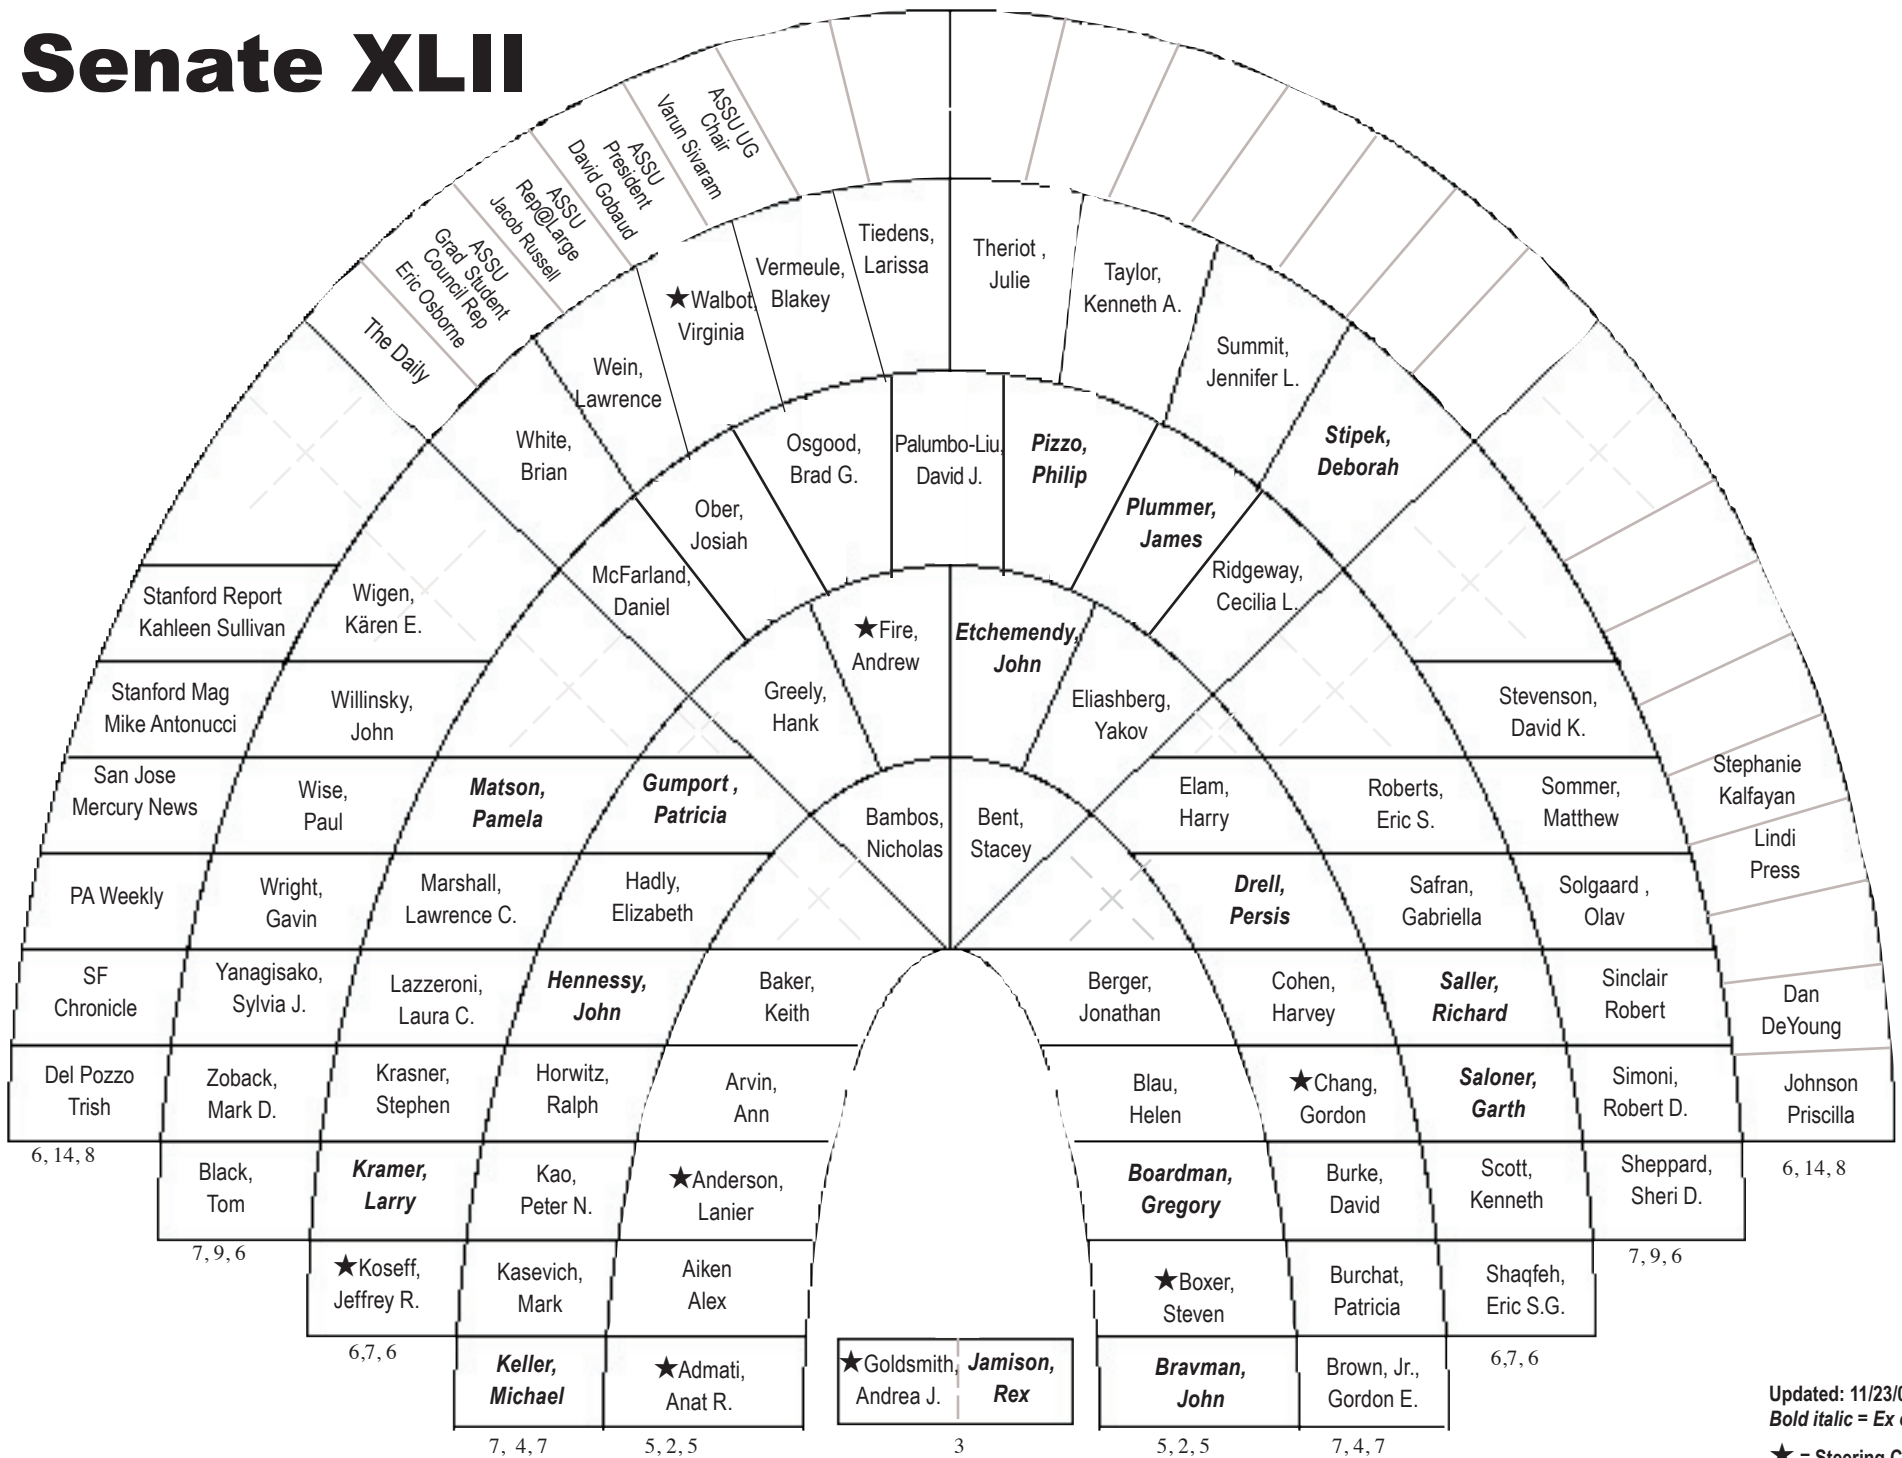 Senate XLII
ASSU UG
Chair
Varun Sivaram
ASSU
President
David Gobaud
ASSU
Rep@Large
Jacob Russell
ASSU
Grad Student
Council Rep
Eric Osborne
The Daily
Tiedens,
Larissa
Theriot ,
Julie
Vermeule,
Blakey
Taylor,
Kenneth A.
★Walbot,
Virginia
Summit,
Jennifer L.
Wein,
Lawrence
White,
Brian
Stipek,
Deborah
Osgood,
Brad G.
Palumbo-Liu,
David J.
Pizzo,
Philip
Ober,
Josiah
Plummer,
James
McFarland,
Daniel
Ridgeway,
Cecilia L.
Stanford Report
Kahleen Sullivan
Wigen,
Kären E.
★Fire,
Andrew
Etchemendy,
John
Greely,
Hank
Eliashberg,
Yakov
Stanford Mag
Mike Antonucci
Willinsky,
John
Stevenson,
David K.
San Jose
Mercury News
Wise,
Paul
Matson,
Pamela
Gumport ,
Patricia
Bambos,
Nicholas
Bent,
Stacey
Elam,
Harry
Roberts,
Eric S.
Sommer,
Matthew
Stephanie
Kalfayan
Lindi
Press
PA Weekly
Wright,
Gavin
Marshall,
Lawrence C.
Hadly,
Elizabeth
Drell,
Persis
Safran,
Gabriella
Solgaard ,
Olav
SF
Chronicle
Yanagisako,
Sylvia J.
Lazzeroni,
Laura C.
Hennessy,
John
Baker,
Keith
Berger,
Jonathan
Cohen,
Harvey
Saller,
Richard
Sinclair
Robert
Dan
DeYoung
Del Pozzo
Trish
Zoback,
Mark D.
Krasner,
Stephen
Horwitz,
Ralph
Arvin,
Ann
Blau,
Helen
★Chang,
Gordon
Saloner,
Garth
Simoni,
Robert D.
Johnson
Priscilla
6, 14, 8
Black,
Tom
Kramer,
Larry
Kao,
Peter N.
★Anderson,
Lanier
Boardman,
Gregory
Burke,
David
Scott,
Kenneth
Sheppard,
Sheri D.
6, 14, 8
7, 9, 6
★Koseff,
Jeffrey R.
Kasevich,
Mark
Aiken
Alex
★Boxer,
Steven
Burchat,
Patricia
Shaqfeh,
Eric S.G.
7, 9, 6
6,7, 6
Keller,
Michael
★Admati,
Anat R.
★Goldsmith,
Andrea J.
Jamison,
Rex
Bravman,
John
Brown, Jr.,
Gordon E.
6,7, 6
7, 4,7
5, 2, 5
3
5, 2, 5
7, 4, 7
Updated: 11/23/0
Bold italic = Ex
★ = Steering